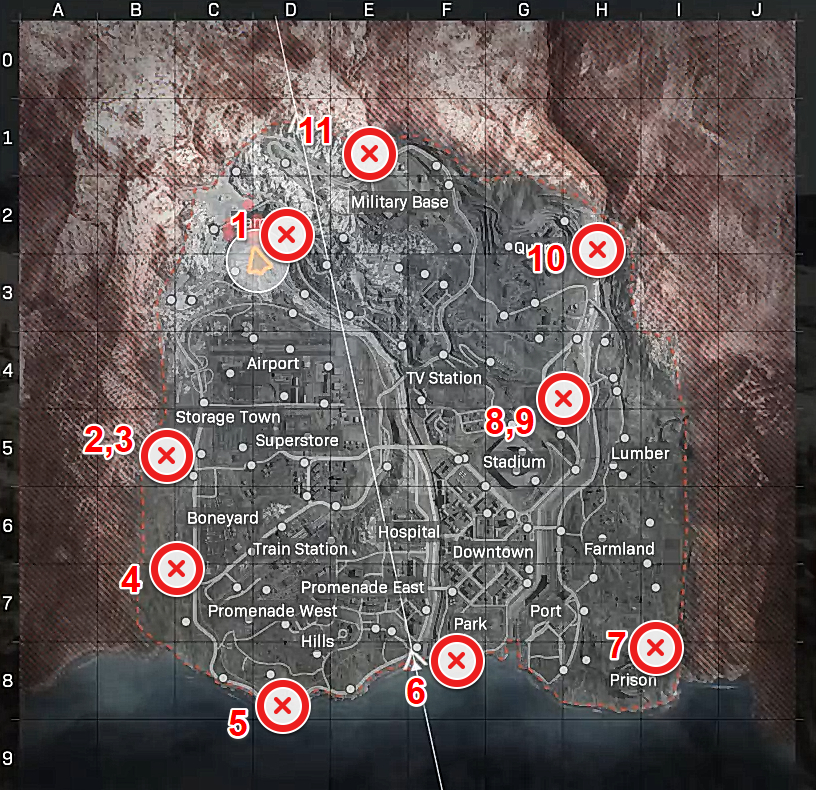 A B C D E F G H I J
0
1
11
2
Military Base
1
10
3
Airport
TV Station
4
Storage Town
8,9
2,3
Superstore
5
Stadium
Lumber
Boneyard
6
Hospital
Train Station
Downtown
Farmland
4
Promenade East
7
Promenade West
Port
Hills
Park
7
8
Prison
6
5
9